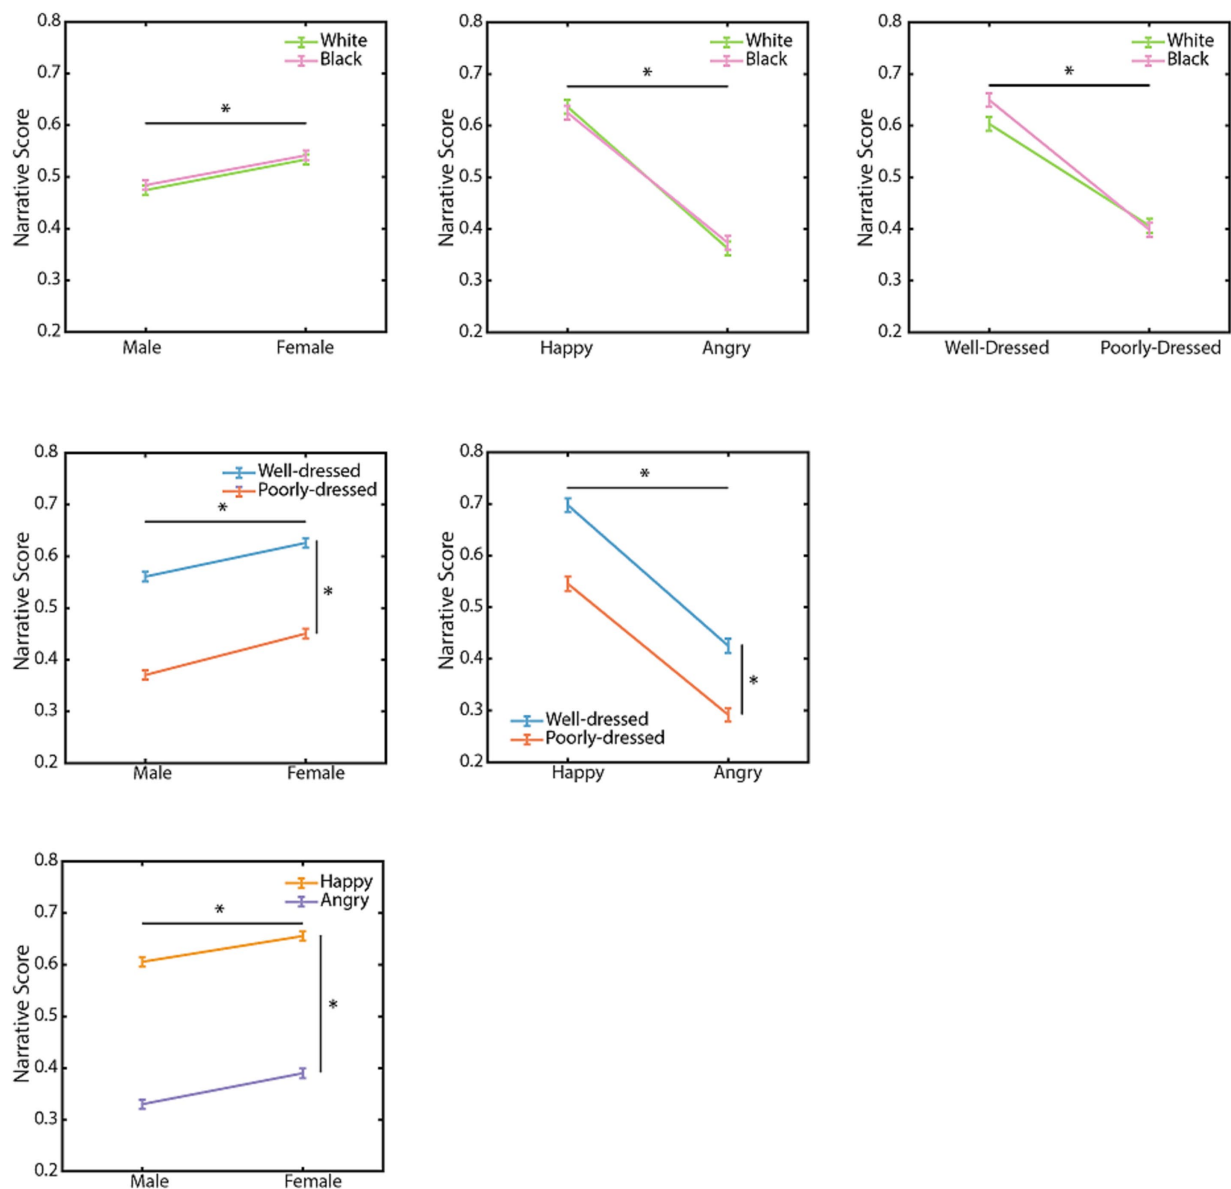 0.8
0.7
0.6
0.5
0.4
0.3
0.2
Narrative Score
White
Black
*
Male Female
0.8
0.7
0.6
0.5
0.4
0.3
0.2
Narrative Score
White
Black
*
Happy Angry
0.8
0.7
0.6
0.5
0.4
0.3
0.2
Narrative Score
White
Black
*
Well-Dressed Poorly-Dressed
0.8
0.7
0.6
0.5
0.4
0.3
0.2
Narrative Score
Well-dressed
Poorly-dressed
*
*
Male Female
0.8
0.7
0.6
0.5
0.4
0.3
0.2
Narrative Score
*
*
Well-dressed
Poorly-dressed
Happy Angry
0.8
0.7
0.6
0.5
0.4
0.3
0.2
Narrative Score
Happy
Angry
*
*
Male Female